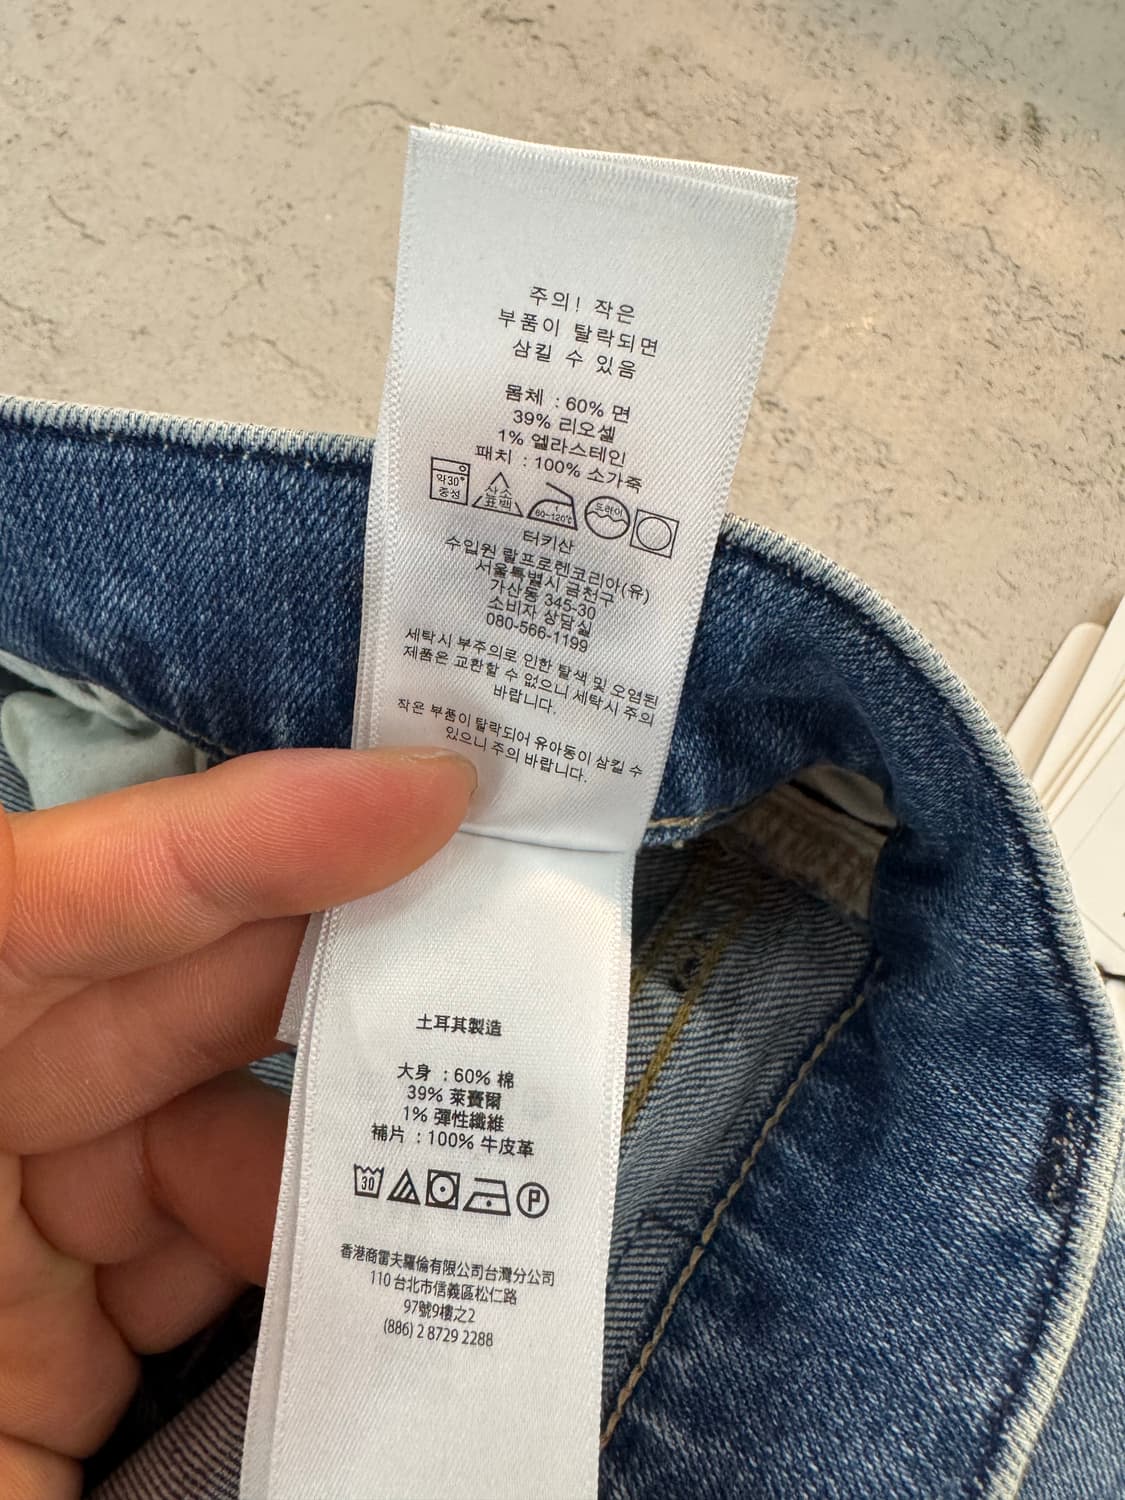 주의! 작은
부품이 탈락되면
삼킬 수 있음
몸체 : 60% 면
39% 리오셀
1% 엘라스테인
패치 : 100% 소가죽
약30°
중성
산소
표백
60~120℃
드라이
터키산
수입원 랄프로렌코리아(유)
서울특별시 금천구
가산동 345-30
소비자 상담실
080-566-1199
세탁시 부주의로 인한 탈색 및 오염된
제품은 교환할 수 없으니 세탁시 주의
바랍니다.
작은 부품이 탈락되어 유아동이 삼킬 수
있으니 주의 바랍니다.
土耳其製造
大身 : 60% 棉
39% 萊賽爾
1% 彈性纖維
補片 : 100% 牛皮革
30
P
香港商雷夫羅倫有限公司台灣分公司
110 台北市信義區松仁路
97號9樓之2
(886) 2 8729 2288